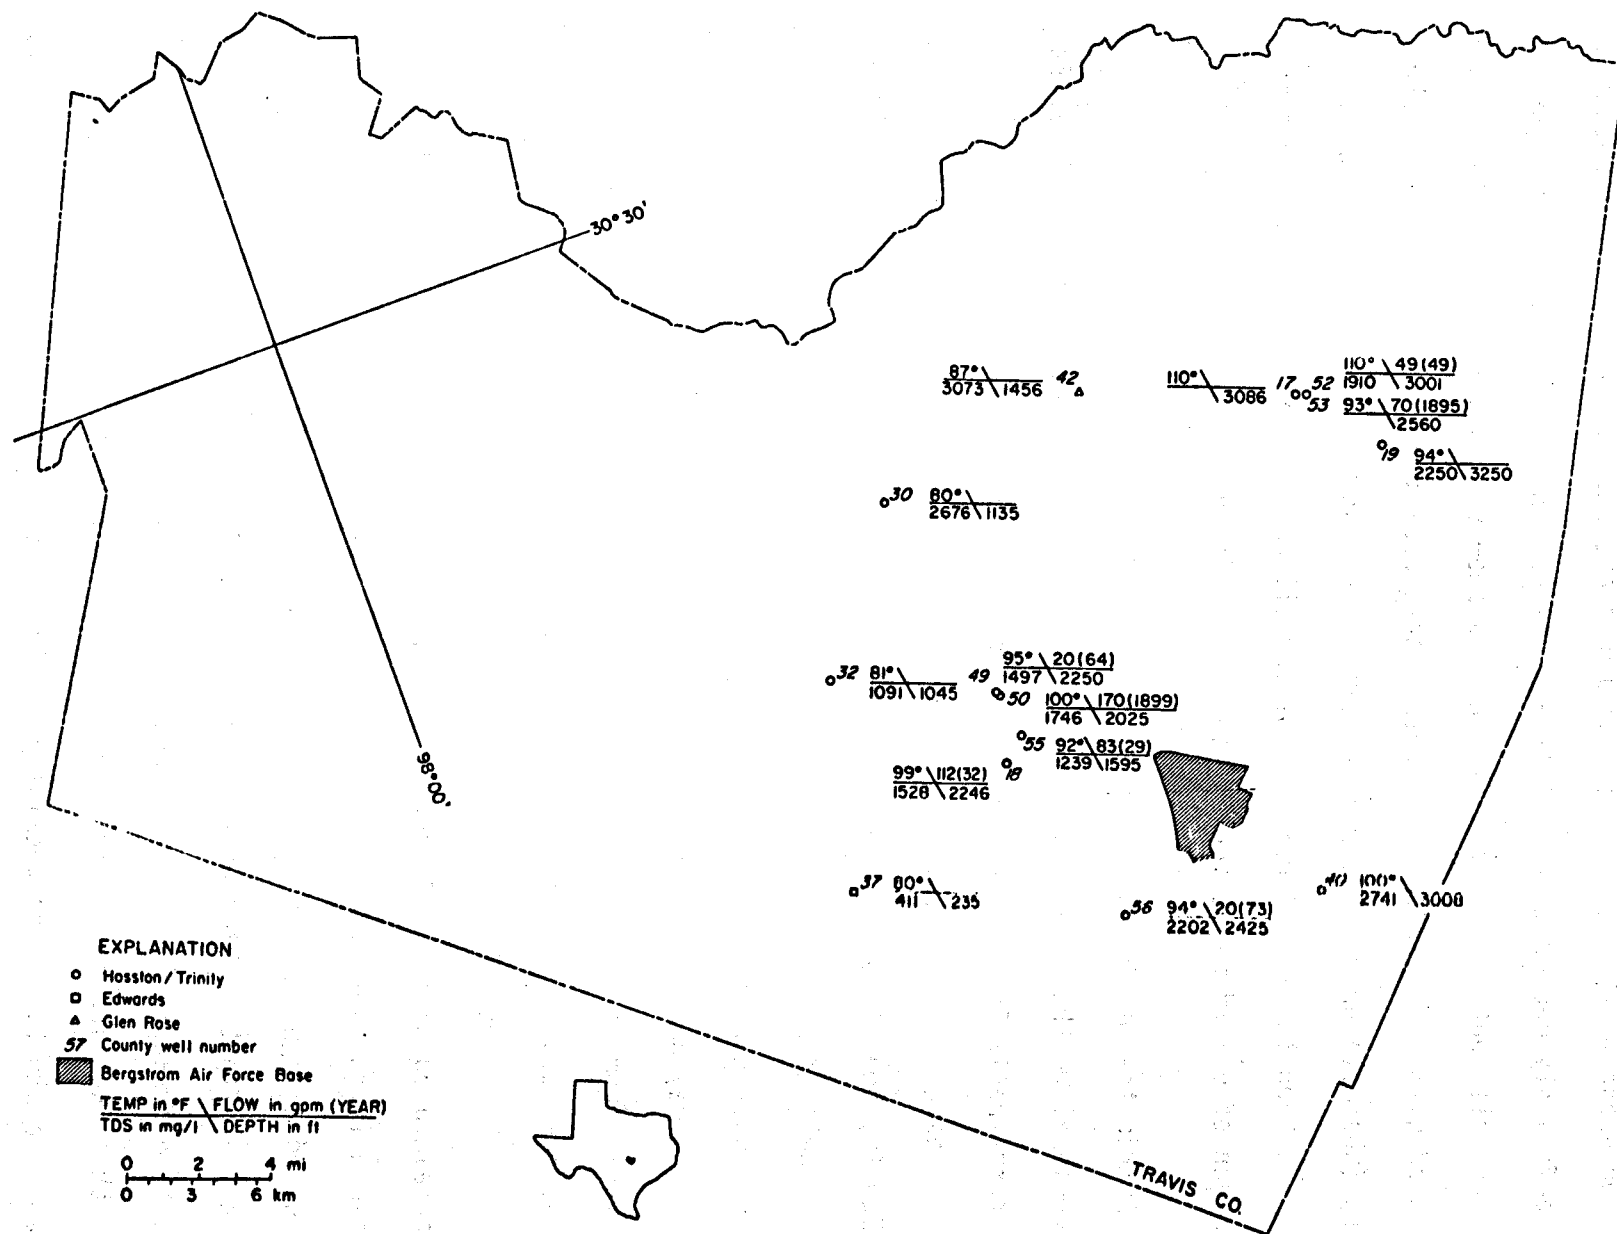 30° 30'
87°
3073 \ 1456
42
110°
3086
17
52
110° \ 49(49)
1910 \ 3001
53
93° \ 70(1895)
2560
19
94°
2250 \ 3250
30
80°
2676 \ 1135
32
81°
1091 \ 1045
49
95° \ 20(64)
1497 \ 2250
50
100° \ 170(1899)
1746 \ 2025
55
92° \ 83(29)
1239 \ 1595
99° \ 112(32)
1528 \ 2246
18
98°00'
37
80°
411 \ 235
56
94° \ 20(73)
2202 \ 2425
40
100°
2741 \ 3008
EXPLANATION
Hosston / Trinity
Edwards
Glen Rose
57 County well number
Bergstrom Air Force Base
TEMP in °F \ FLOW in gpm (YEAR)
TDS in mg/l \ DEPTH in ft
0 2 4 mi
0 3 6 km
TRAVIS CO.